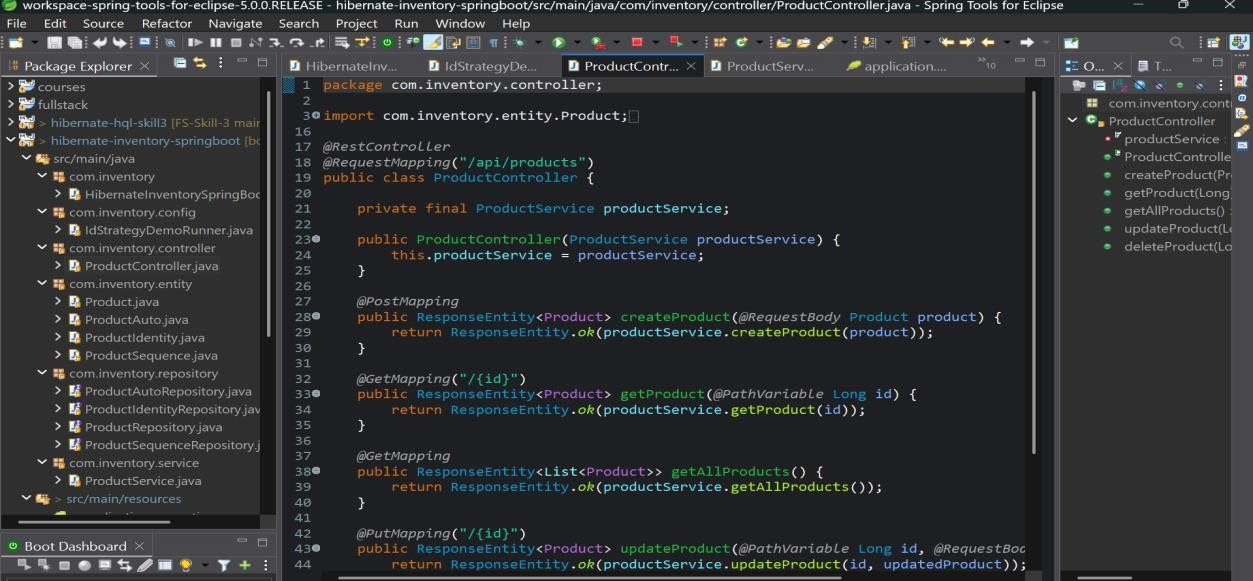 workspace-spring-tools-for-eclipse-5.0.0.RELEASE - hibernate-inventory-springboot/src/main/java/com/inventory/controller/ProductController.java - Spring Tools for Eclipse
File Edit Source Refactor Navigate Search Project Run Window Help
Package Explorer
courses
fullstack
> hibernate-hql-skill3 [FS-Skill-3 mair
> hibernate-inventory-springboot [bo
src/main/java
com.inventory
HibernateInventorySpringBoo
com.inventory.config
IdStrategyDemoRunner.java
com.inventory.controller
ProductController.java
com.inventory.entity
Product.java
ProductAuto.java
ProductIdentity.java
ProductSequence.java
com.inventory.repository
ProductAutoRepository.java
ProductIdentityRepository.jav
ProductRepository.java
ProductSequenceRepository.j
com.inventory.service
ProductService.java
> src/main/resources
Boot Dashboard
HibernateInv... IdStrategyDe... ProductContr... ProductServ... application.... »10
1 package com.inventory.controller;
2
3 import com.inventory.entity.Product;
16
17 @RestController
18 @RequestMapping("/api/products")
19 public class ProductController {
20
21 private final ProductService productService;
22
23 public ProductController(ProductService productService) {
24 this.productService = productService;
25 }
26
27 @PostMapping
28 public ResponseEntity<Product> createProduct(@RequestBody Product product) {
29 return ResponseEntity.ok(productService.createProduct(product));
30 }
31
32 @GetMapping("/{id}")
33 public ResponseEntity<Product> getProduct(@PathVariable Long id) {
34 return ResponseEntity.ok(productService.getProduct(id));
35 }
36
37 @GetMapping
38 public ResponseEntity<List<Product>> getAllProducts() {
39 return ResponseEntity.ok(productService.getAllProducts());
40 }
41
42 @PutMapping("/{id}")
43 public ResponseEntity<Product> updateProduct(@PathVariable Long id, @RequestBod
44 return ResponseEntity.ok(productService.updateProduct(id, updatedProduct));
O... T...
com.inventory.contr
ProductController
productService :
ProductControlle
createProduct(Pr
getProduct(Long
getAllProducts() :
updateProduct(Lo
deleteProduct(Lo